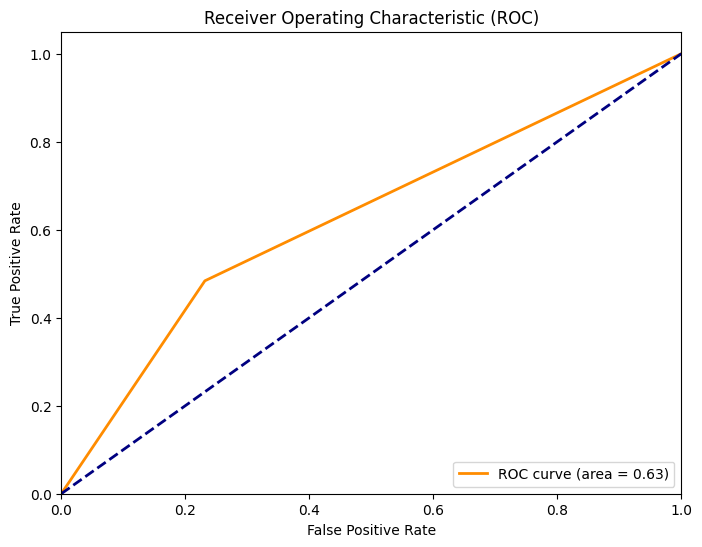 Receiver Operating Characteristic (ROC)
True Positive Rate
1.0
0.8
0.6
0.4
0.2
0.0
ROC curve (area = 0.63)
0.0 0.2 0.4 0.6 0.8 1.0
False Positive Rate